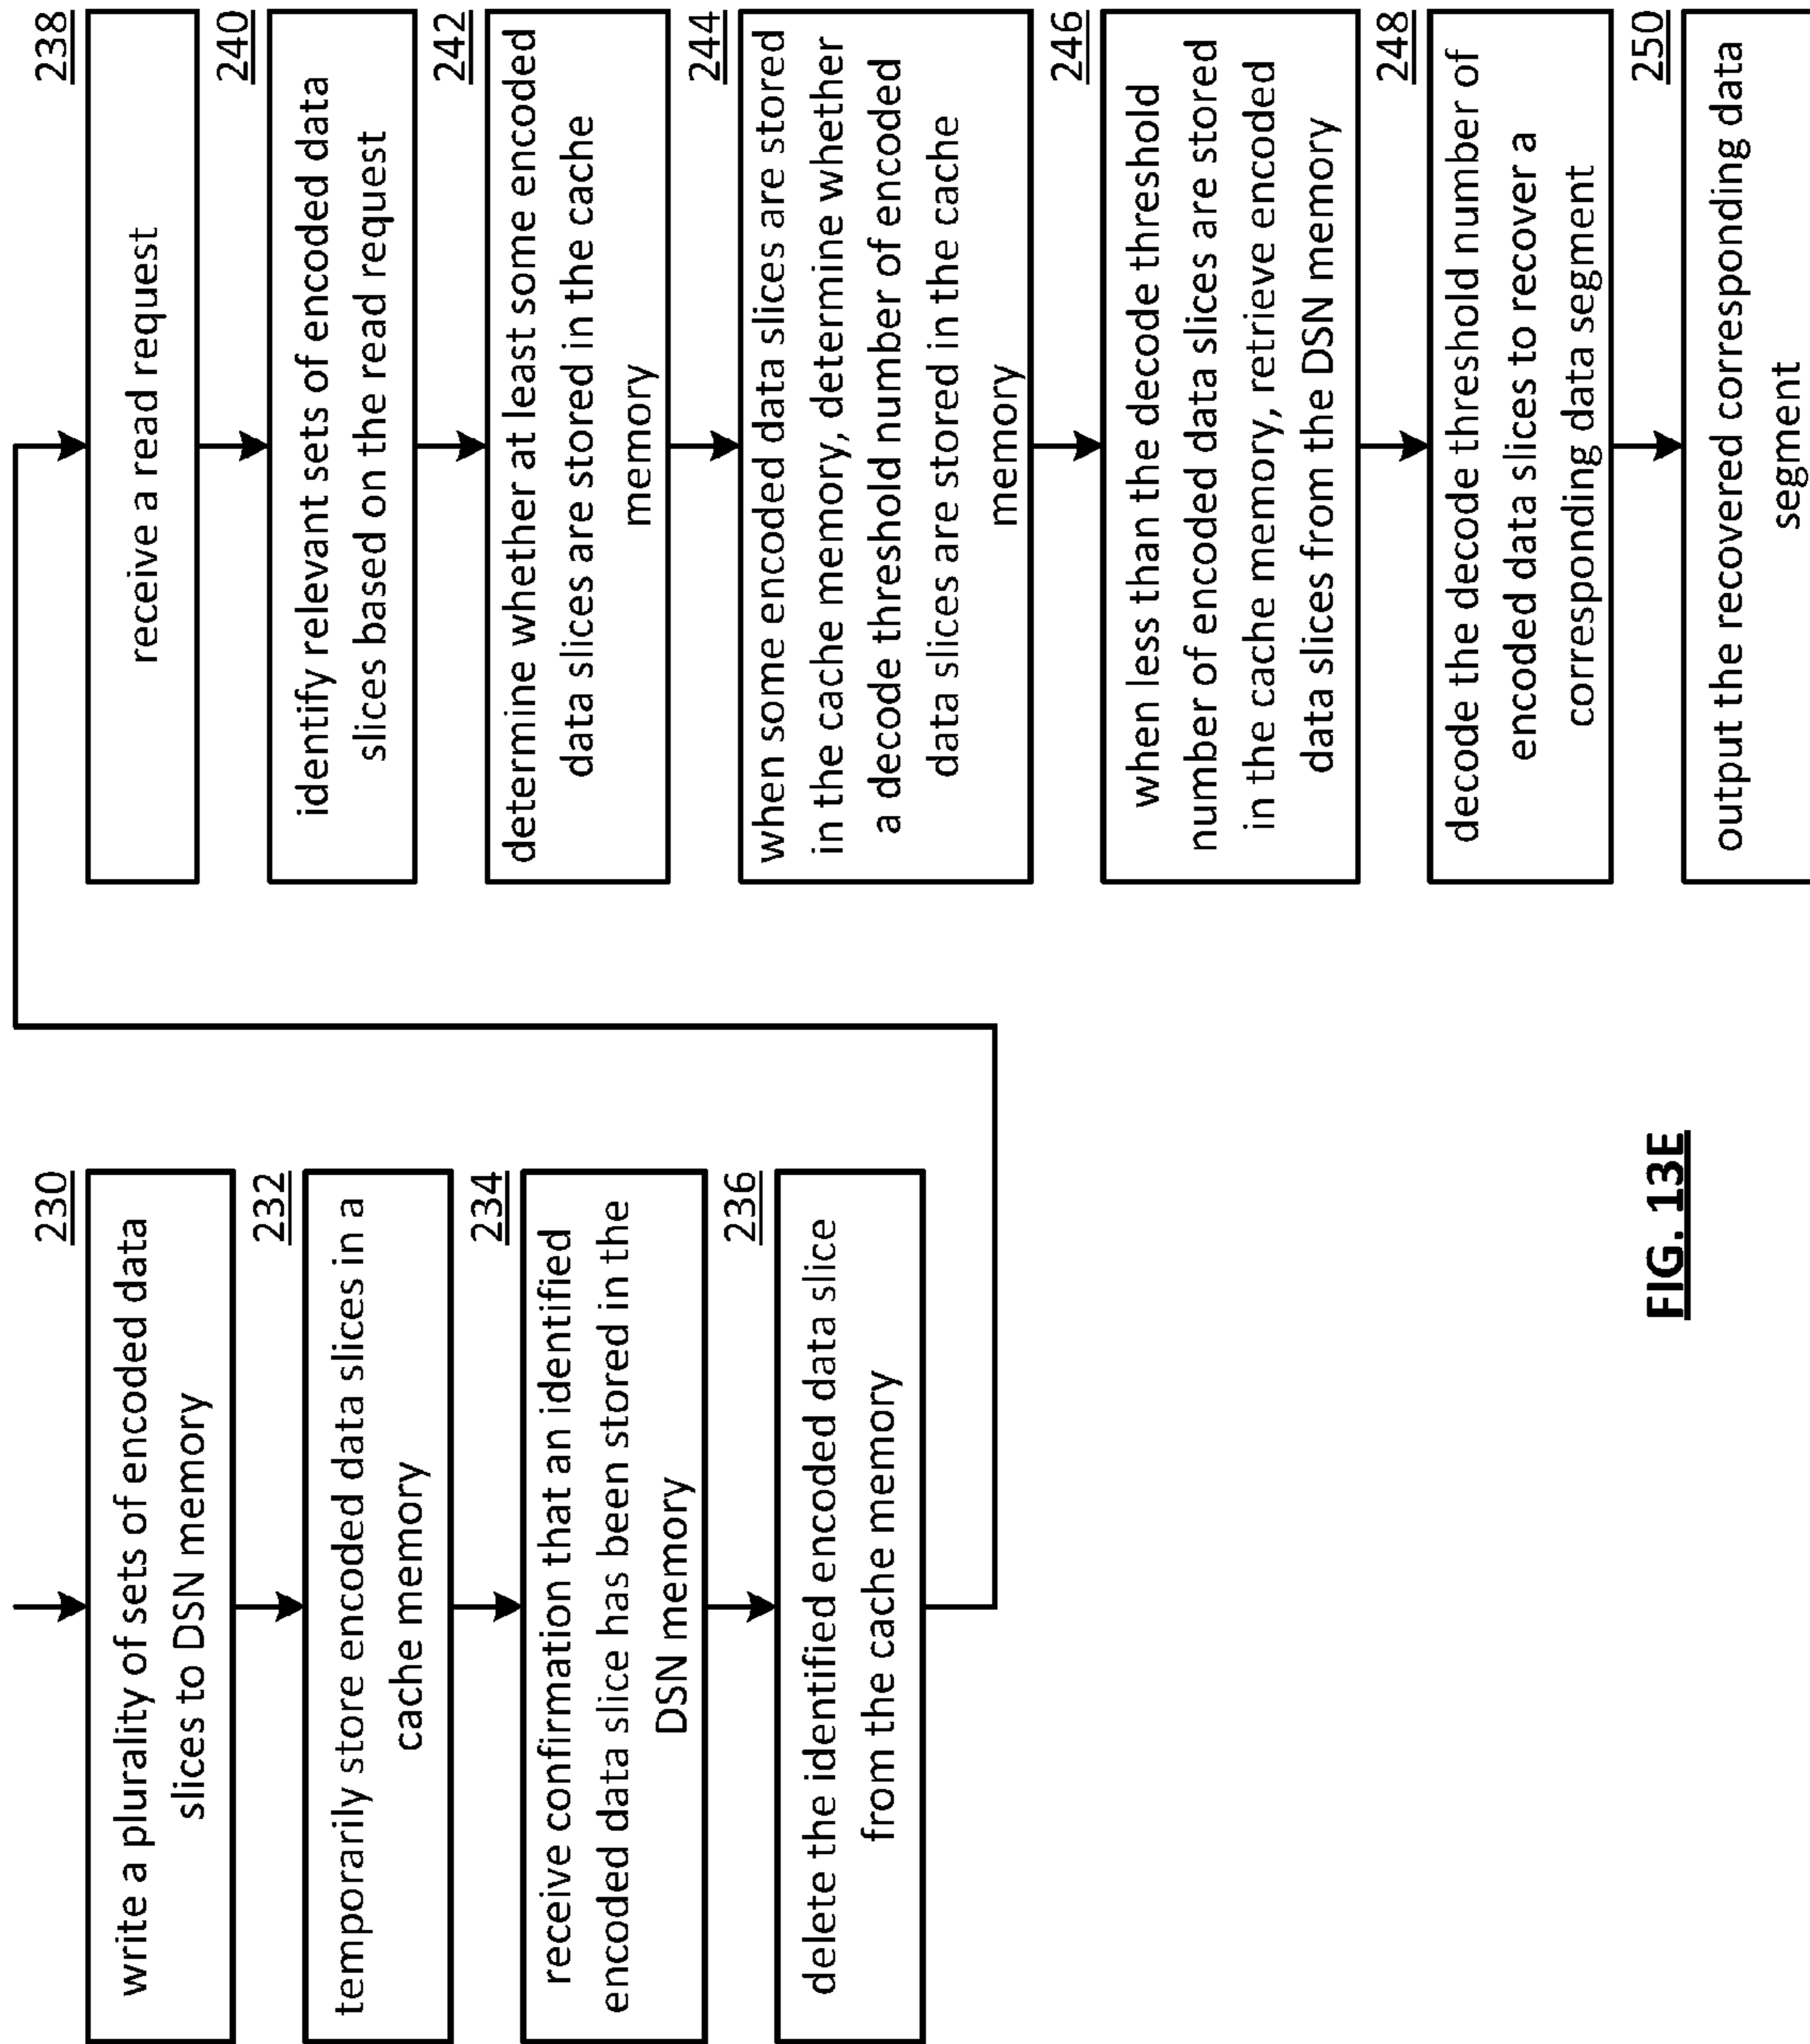 230
write a plurality of sets of encoded data
slices to DSN memory
232
temporarily store encoded data slices in a
cache memory
234
receive confirmation that an identified
encoded data slice has been stored in the
DSN memory
236
delete the identified encoded data slice
from the cache memory
238
receive a read request
240
identify relevant sets of encoded data
slices based on the read request
242
determine whether at least some encoded
data slices are stored in the cache
memory
244
when some encoded data slices are stored
in the cache memory, determine whether
a decode threshold number of encoded
data slices are stored in the cache
memory
246
when less than the decode threshold
number of encoded data slices are stored
in the cache memory, retrieve encoded
data slices from the DSN memory
248
decode the decode threshold number of
encoded data slices to recover a
corresponding data segment
250
output the recovered corresponding data
segment
FIG. 13E